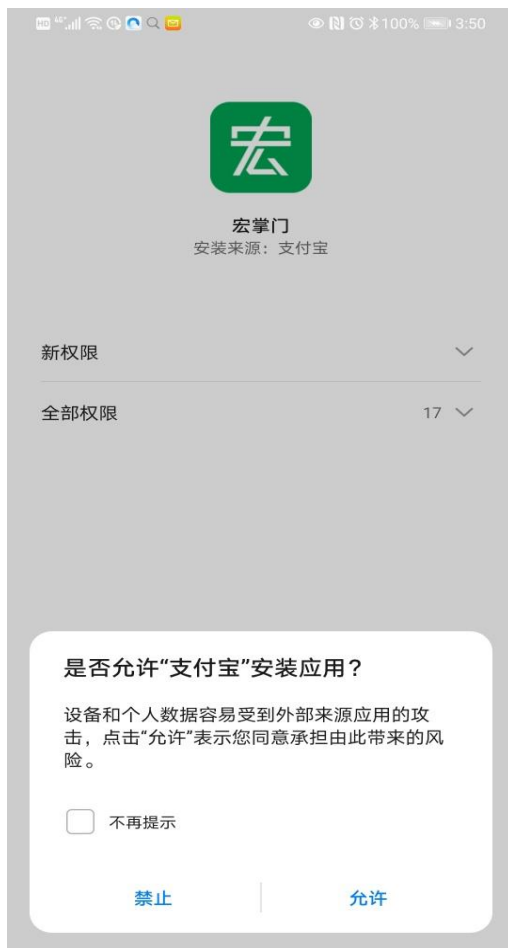 HD 46+ 100% 3:50
宏
宏掌门
安装来源：支付宝
新权限
全部权限 17
是否允许“支付宝”安装应用？
设备和个人数据容易受到外部来源应用的攻
击，点击“允许”表示您同意承担由此带来的风
险。
不再提示
禁止 允许